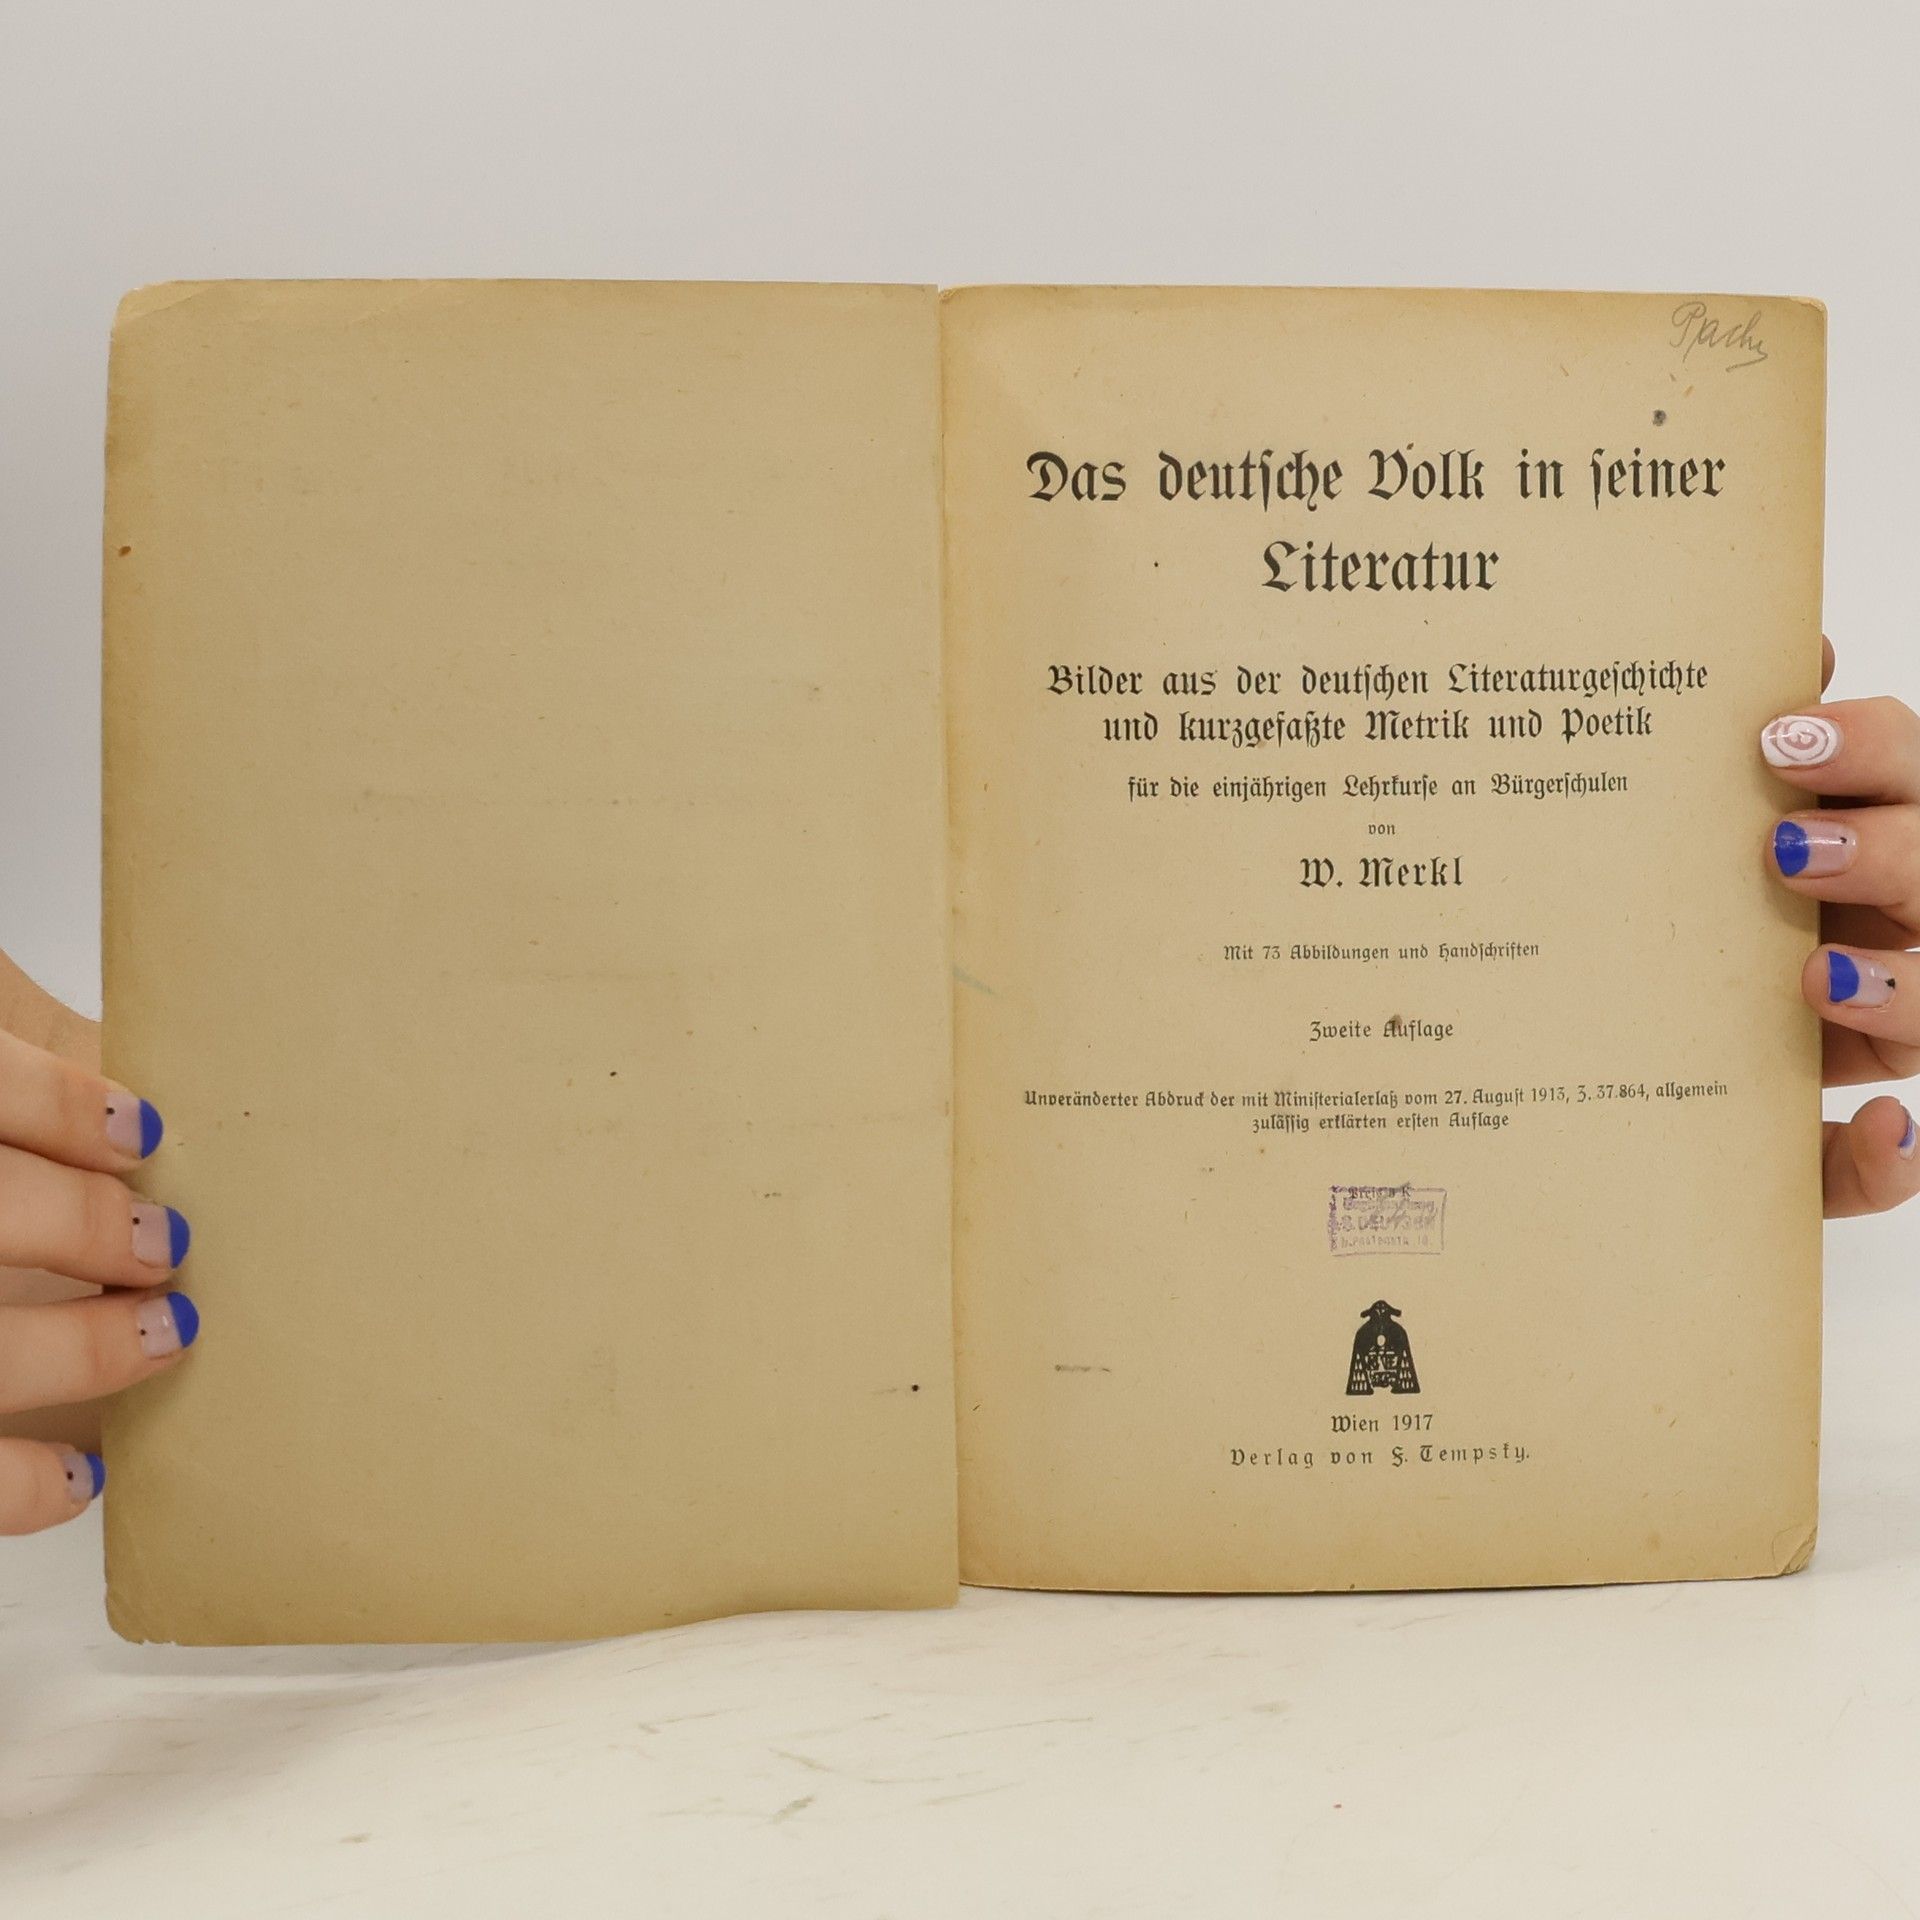 Das deutſche Volk in ſeiner
Literatur
Bilder aus der deutſchen Literaturgeſchichte
und kurzgefaßte Metrik und Poetik
für die einjährigen Lehrkurſe an Bürgerſchulen
von
W. Merkl
Mit 73 Abbildungen und Handſchriften
Zweite Auflage
Unveränderter Abdruck der mit Miniſterialerlaß vom 27. Auguſt 1913, Z. 37.864, allgemein
zuläſſig erklärten erſten Auflage
Preis
Wien 1917
Verlag von F. Tempsky.